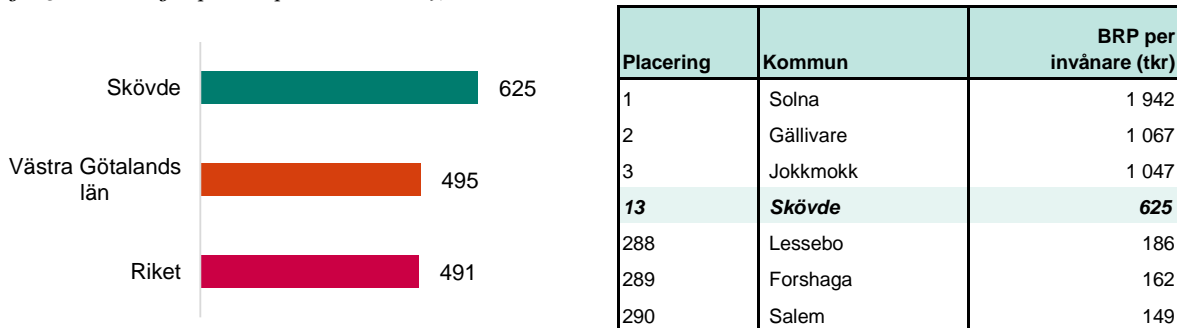 Skövde
625
Västra Götalands
län
495
Riket
491
Placering Kommun BRP per
invånare (tkr)
1 Solna 1 942
2 Gällivare 1 067
3 Jokkmokk 1 047
13 Skövde 625
288 Lessebo 186
289 Forshaga 162
290 Salem 149